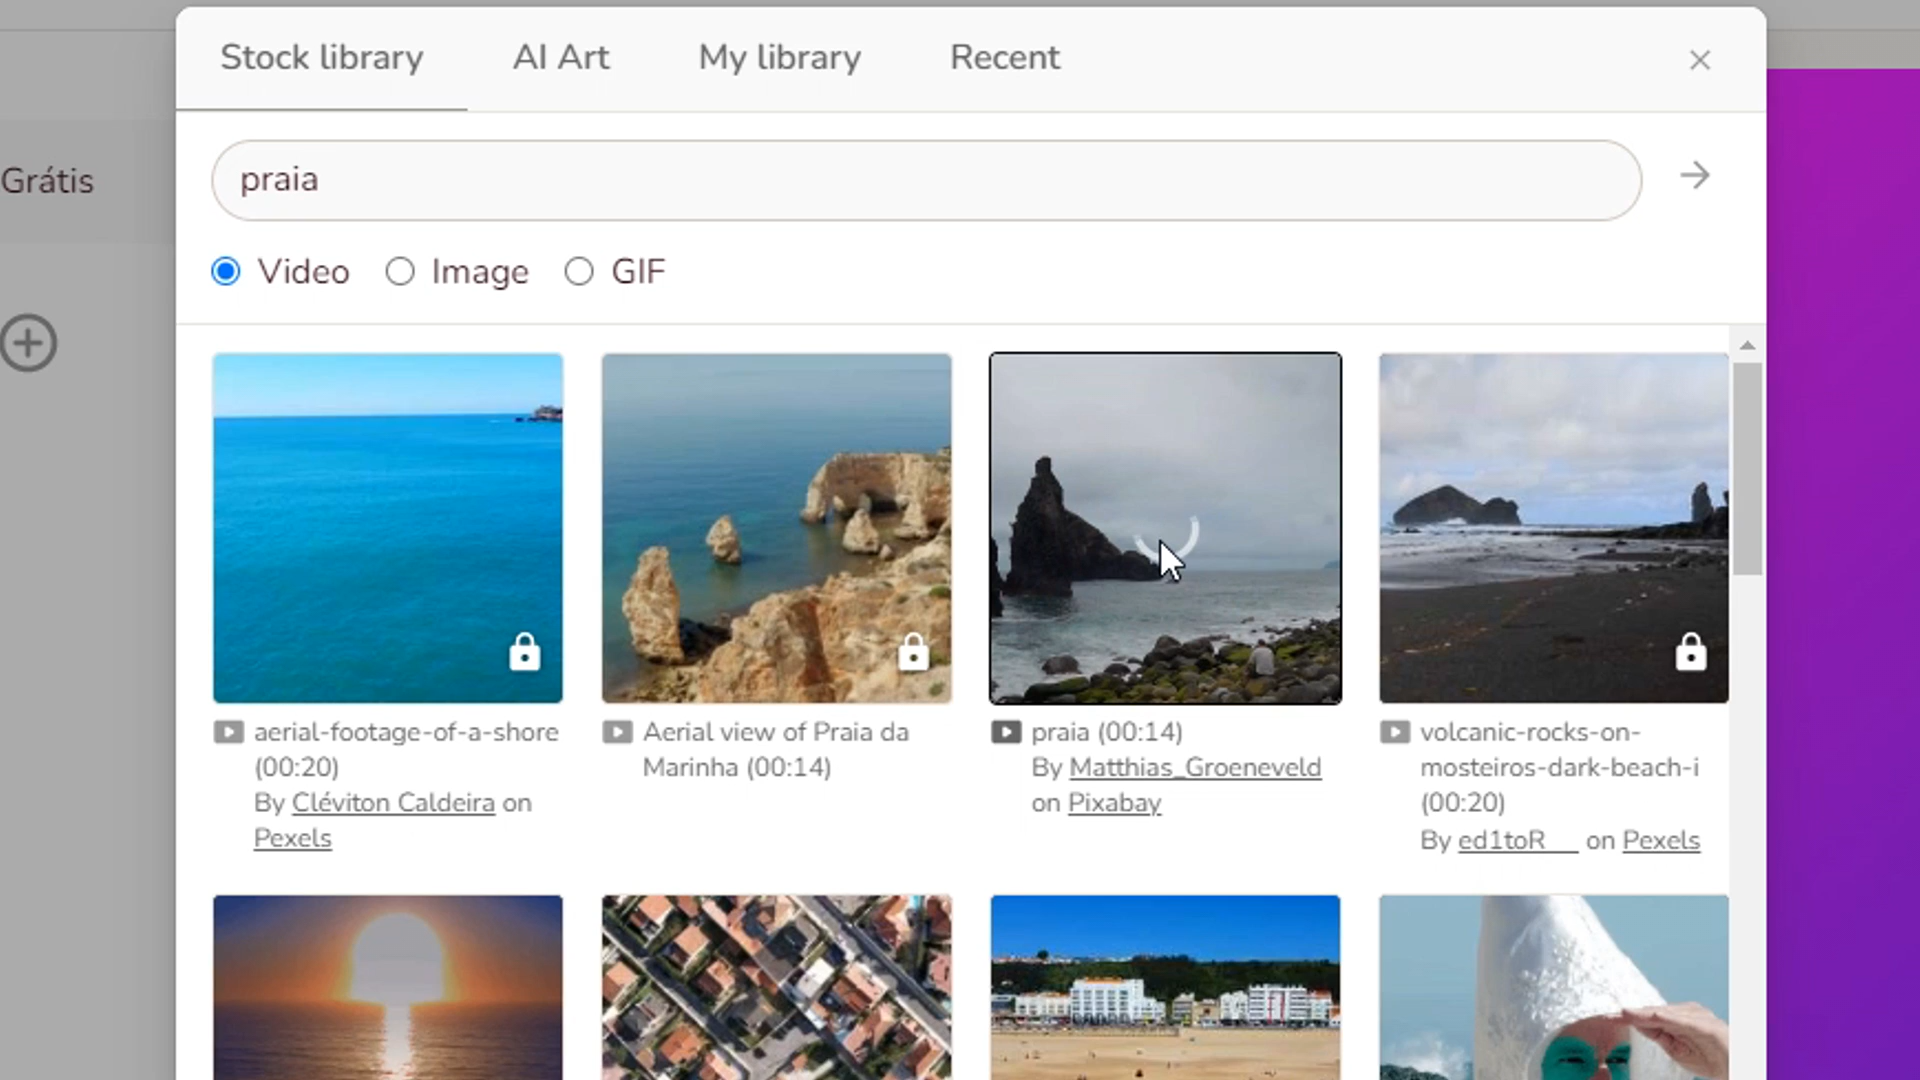 Stock library
AI Art
My library
Recent
Grátis
praia
Video
Image
GIF
aerial-footage-of-a-shore
(00:20)
By Cléviton Caldeira on
Pexels
Aerial view of Praia da
Marinha (00:14)
praia (00:14)
By Matthias_Groeneveld
on Pixabay
volcanic-rocks-on-
mosteiros-dark-beach-i
(00:20)
By ed1toR__ on Pexels